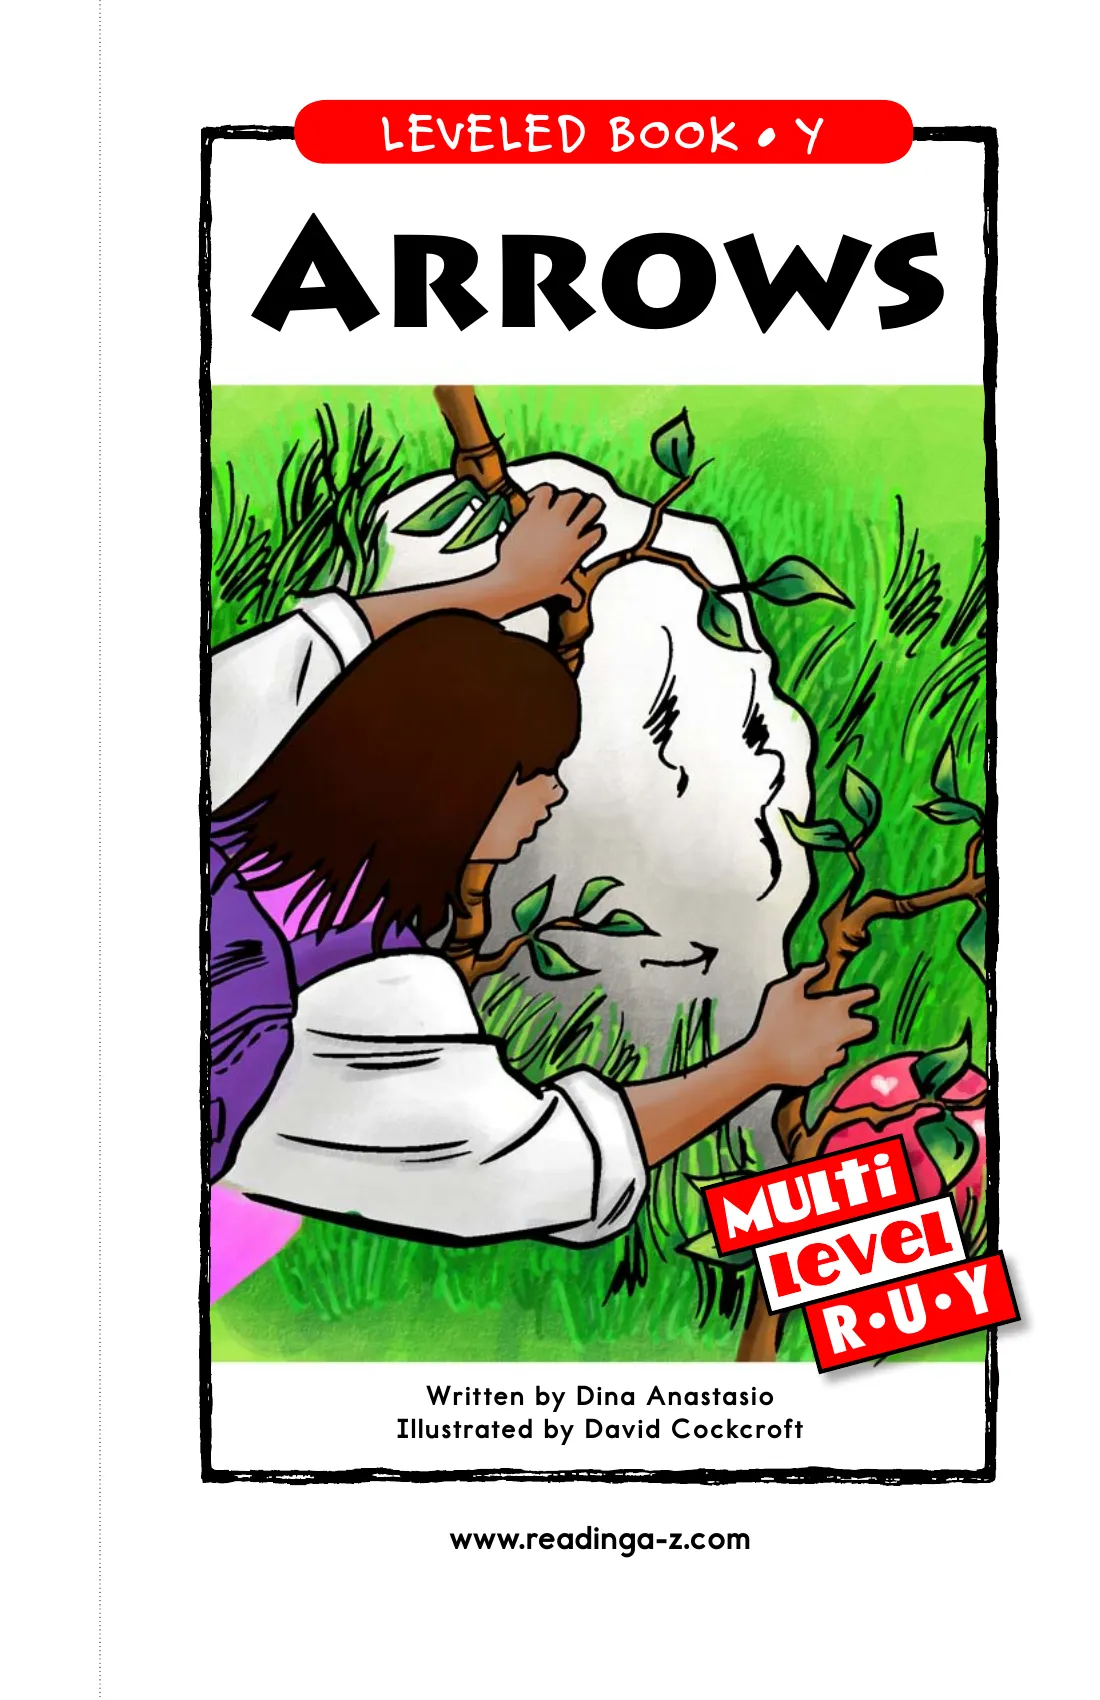 LEVELED BOOK • Y
ARROWS
MULTi
level
R•U•Y
Written by Dina Anastasio
Illustrated by David Cockcroft
www.readinga-z.com